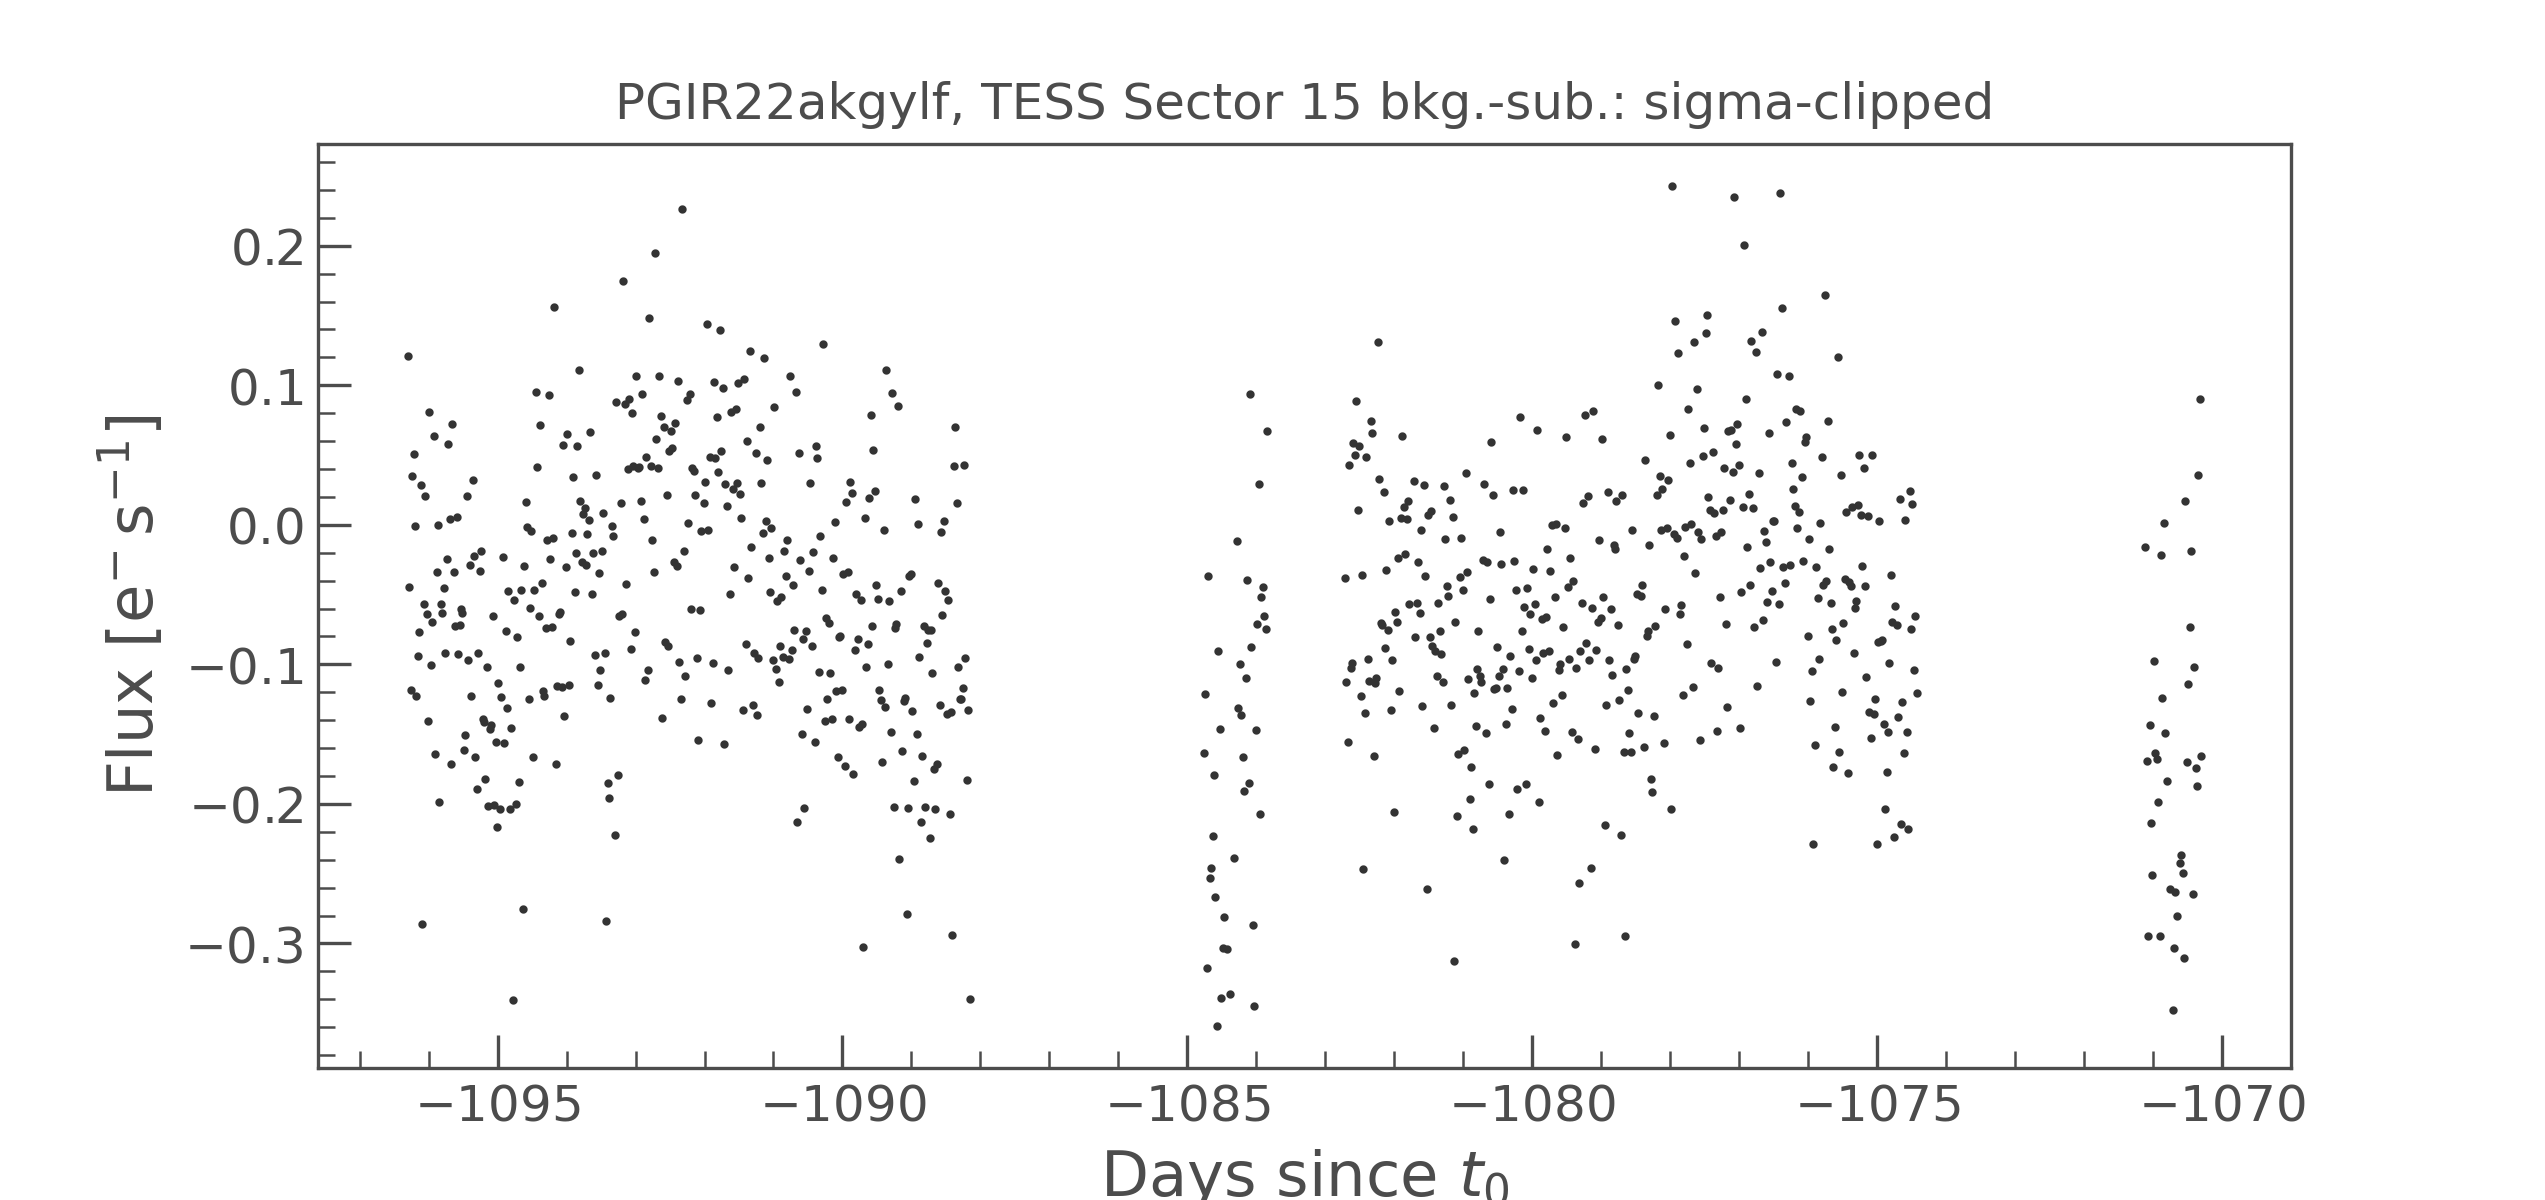 PGIR22akgylf, TESS Sector 15 bkg.-sub.: sigma-clipped
Flux [e⁻ s⁻¹]
0.2
0.1
0.0
−0.1
−0.2
−0.3
−1095 −1090 −1085 −1080 −1075 −1070
Days since t₀